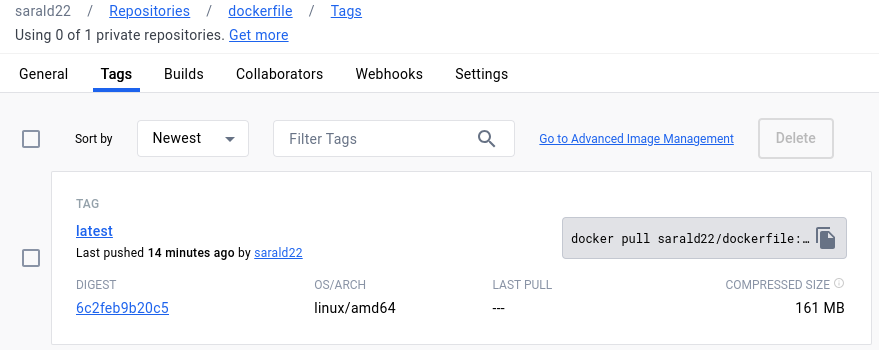 sarald22 / Repositories / dockerfile / Tags
Using 0 of 1 private repositories. Get more
General Tags Builds Collaborators Webhooks Settings
Sort by Newest Filter Tags Go to Advanced Image Management Delete
TAG
latest
docker pull sarald22/dockerfile:…
Last pushed 14 minutes ago by sarald22
DIGEST OS/ARCH LAST PULL COMPRESSED SIZE
6c2feb9b20c5 linux/amd64 --- 161 MB